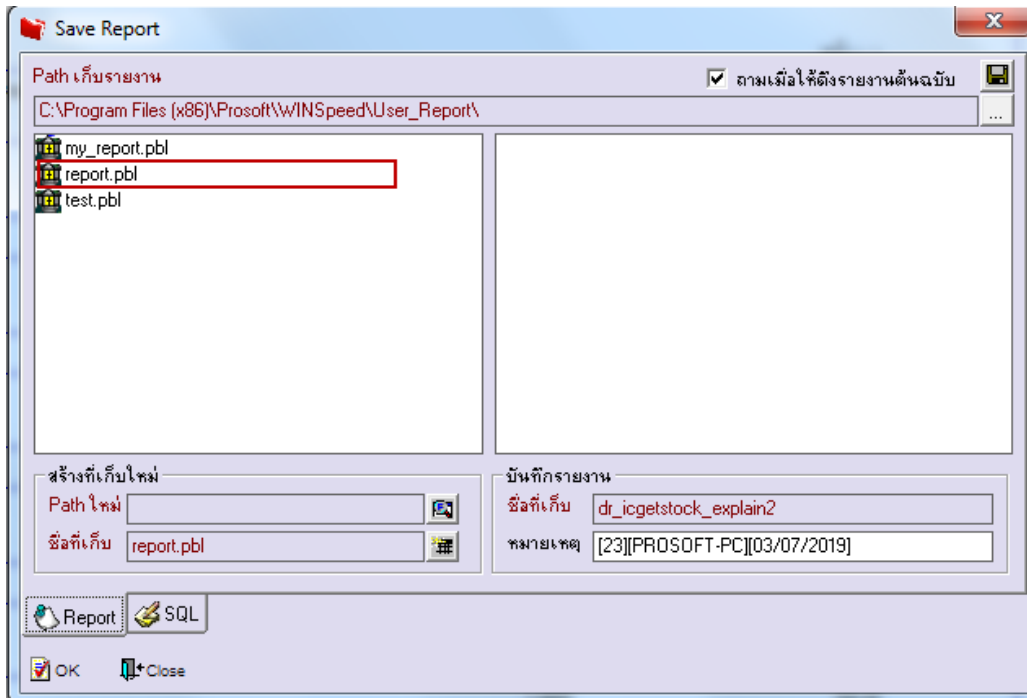 Save Report
Path เก็บรายงาน
ถามเมื่อให้ดึงรายงานต้นฉบับ
C:\Program Files (x86)\Prosoft\WINSpeed\User_Report\
...
my_report.pbl
report.pbl
test.pbl
สร้างที่เก็บใหม่
Path ใหม่
ชื่อที่เก็บ report.pbl
บันทึกรายงาน
ชื่อที่เก็บ dr_icgetstock_explain2
หมายเหตุ [23][PROSOFT-PC][03/07/2019]
Report SQL
OK Close